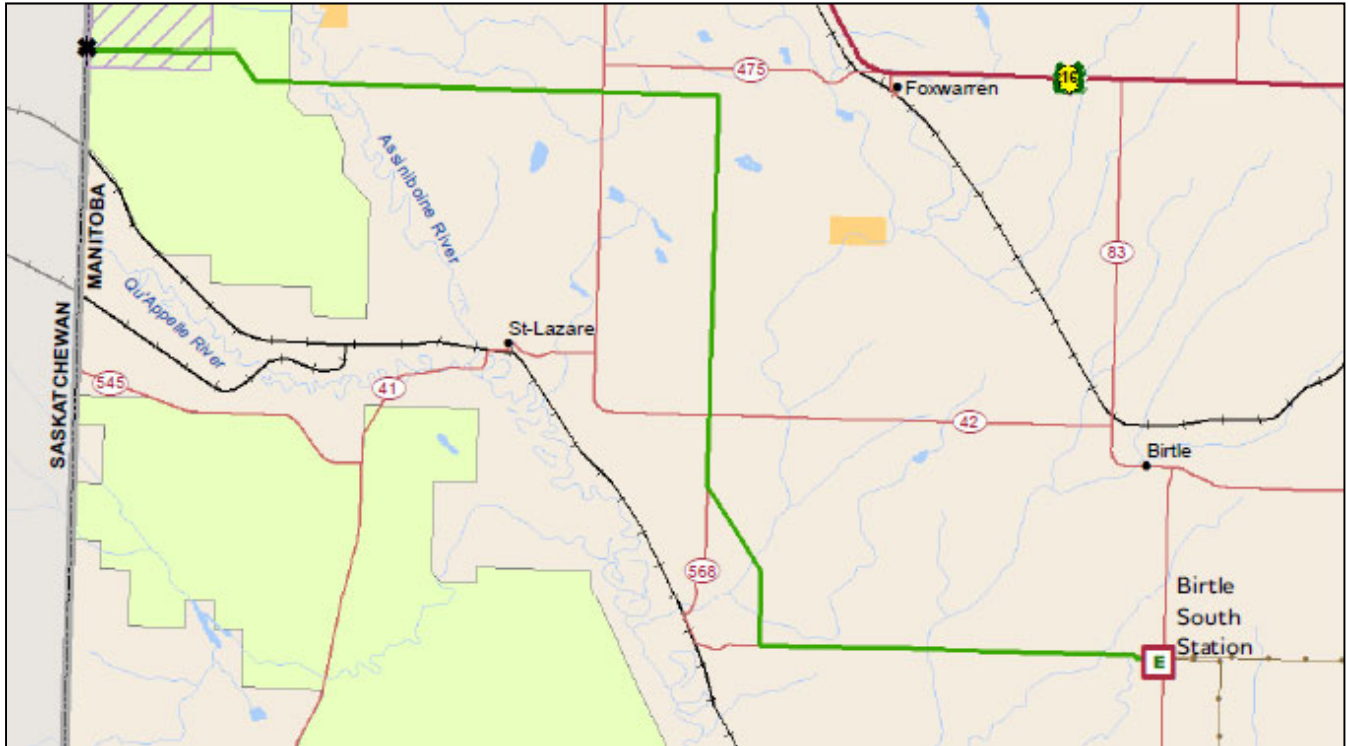 16
475
Foxwarren
Assiniboine River
MANITOBA
83
SASKATCHEWAN
Qu'Appelle River
St-Lazare
545
41
42
Birtle
568
Birtle
South
Station
E